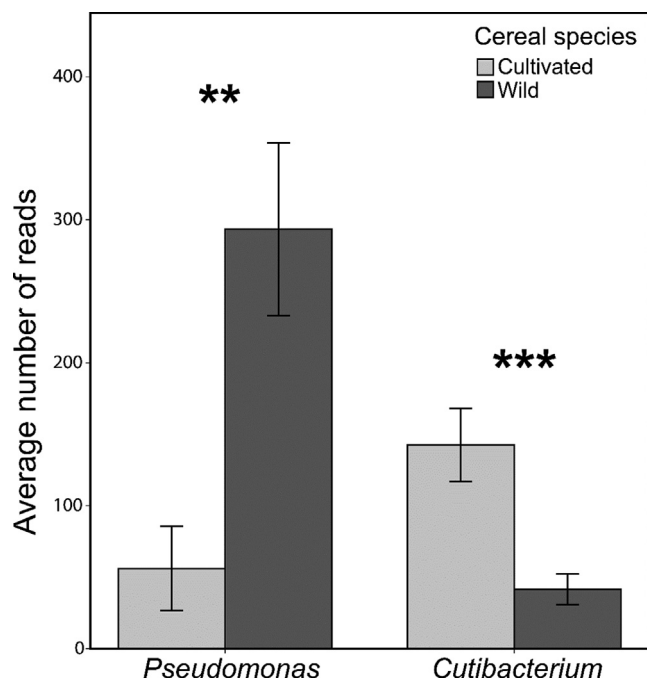 Cereal species
Cultivated
Wild
Average number of reads
400
300
200
100
0
**
***
Pseudomonas
Cutibacterium